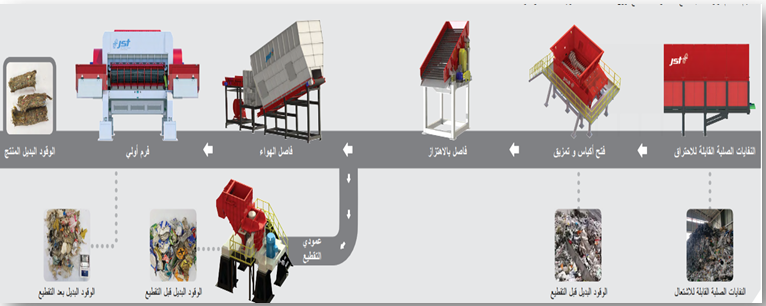 jst
jst
jst
النفايات الصلبة القابلة للاحتراق
فتح أكياس و تمزيق
فاصل بالاهتزاز
فاصل الهواء
فرم أولي
الوقود البديل المنتج
عمودي
التقطيع
النفايات الصلبة القابلة للاشتعال
الوقود البديل قبل التقطيع
الوقود البديل قبل التقطيع
الوقود البديل بعد التقطيع